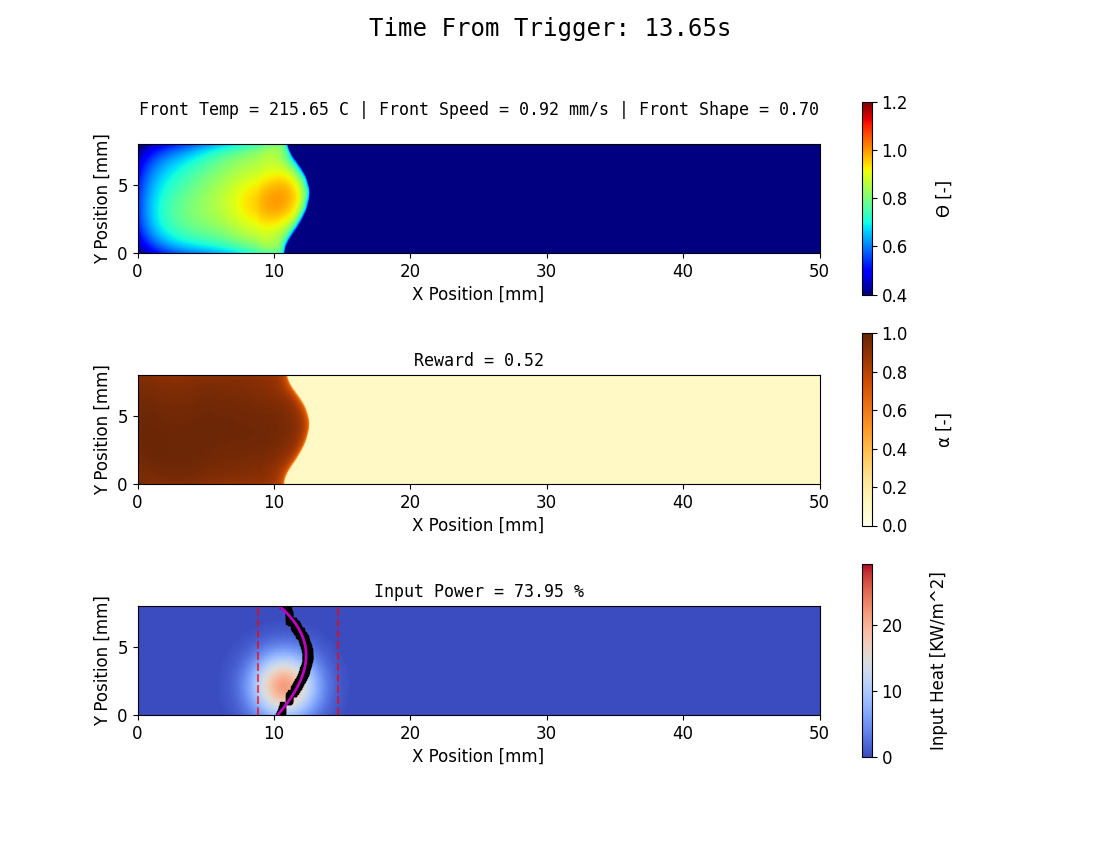 Time From Trigger: 13.65s
Front Temp = 215.65 C | Front Speed = 0.92 mm/s | Front Shape = 0.70
Y Position [mm]
5
0
0 10 20 30 40 50
X Position [mm]
1.2
1.0
0.8
0.6
0.4
Θ [-]
Reward = 0.52
Y Position [mm]
5
0
0 10 20 30 40 50
X Position [mm]
1.0
0.8
0.6
0.4
0.2
0.0
α [-]
Input Power = 73.95 %
Y Position [mm]
5
0
0 10 20 30 40 50
X Position [mm]
20
10
0
Input Heat [KW/m^2]